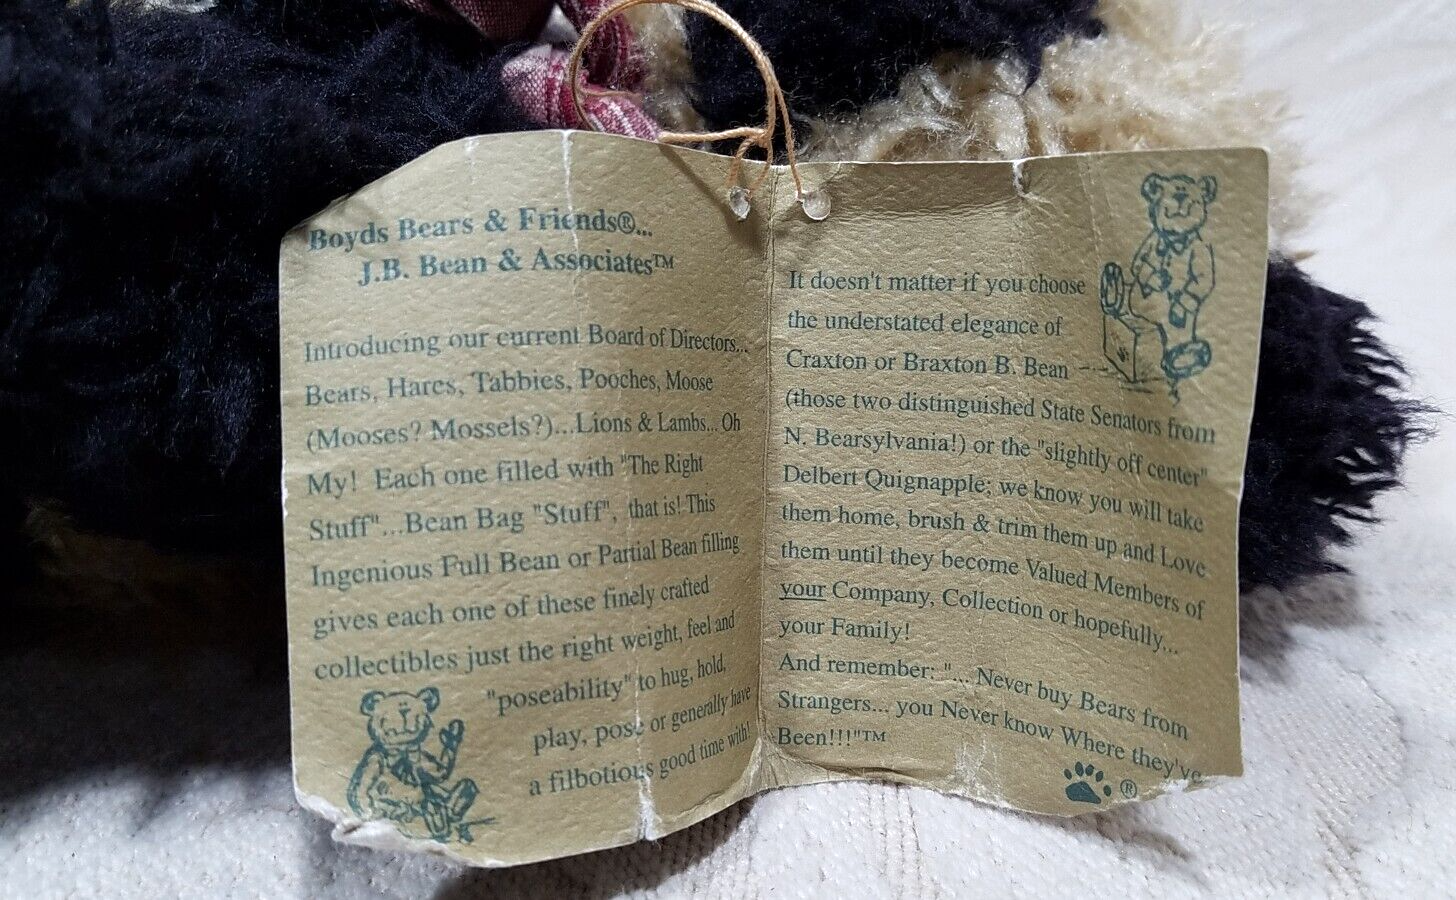 Boyds Bears & Friends®...
J.B. Bean & Associates™
Introducing our current Board of Directors...
Bears, Hares, Tabbies, Pooches, Moose
(Mooses? Mossels?)...Lions & Lambs... Oh
My! Each one filled with "The Right
Stuff"...Bean Bag "Stuff", that is! This
Ingenious Full Bean or Partial Bean filling
gives each one of these finely crafted
collectibles just the right weight, feel and
"poseability" to hug, hold,
play, pose or generally have
a filbotious good time with!
It doesn't matter if you choose
the understated elegance of
Craxton or Braxton B. Bean
(those two distinguished State Senators from
N. Bearsylvania!) or the "slightly off center"
Delbert Quignapple; we know you will take
them home, brush & trim them up and Love
them until they become Valued Members of
your Company, Collection or hopefully...
your Family!
And remember: "... Never buy Bears from
Strangers... you Never know Where they've
Been!!!"™
®